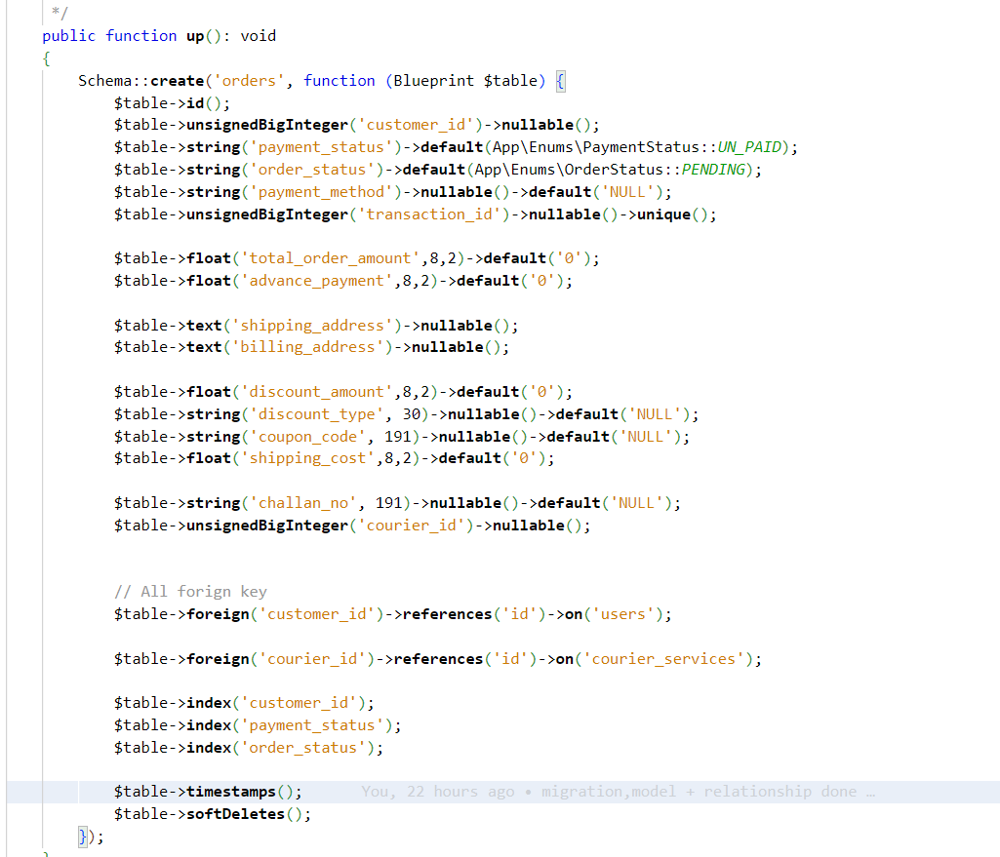 */
public function up(): void
{
Schema::create('orders', function (Blueprint $table) {
$table->id();
$table->unsignedBigInteger('customer_id')->nullable();
$table->string('payment_status')->default(App\Enums\PaymentStatus::UN_PAID);
$table->string('order_status')->default(App\Enums\OrderStatus::PENDING);
$table->string('payment_method')->nullable()->default('NULL');
$table->unsignedBigInteger('transaction_id')->nullable()->unique();
$table->float('total_order_amount',8,2)->default('0');
$table->float('advance_payment',8,2)->default('0');
$table->text('shipping_address')->nullable();
$table->text('billing_address')->nullable();
$table->float('discount_amount',8,2)->default('0');
$table->string('discount_type', 30)->nullable()->default('NULL');
$table->string('coupon_code', 191)->nullable()->default('NULL');
$table->float('shipping_cost',8,2)->default('0');
$table->string('challan_no', 191)->nullable()->default('NULL');
$table->unsignedBigInteger('courier_id')->nullable();
// All forign key
$table->foreign('customer_id')->references('id')->on('users');
$table->foreign('courier_id')->references('id')->on('courier_services');
$table->index('customer_id');
$table->index('payment_status');
$table->index('order_status');
$table->timestamps(); You, 22 hours ago • migration,model + relationship done …
$table->softDeletes();
});
}